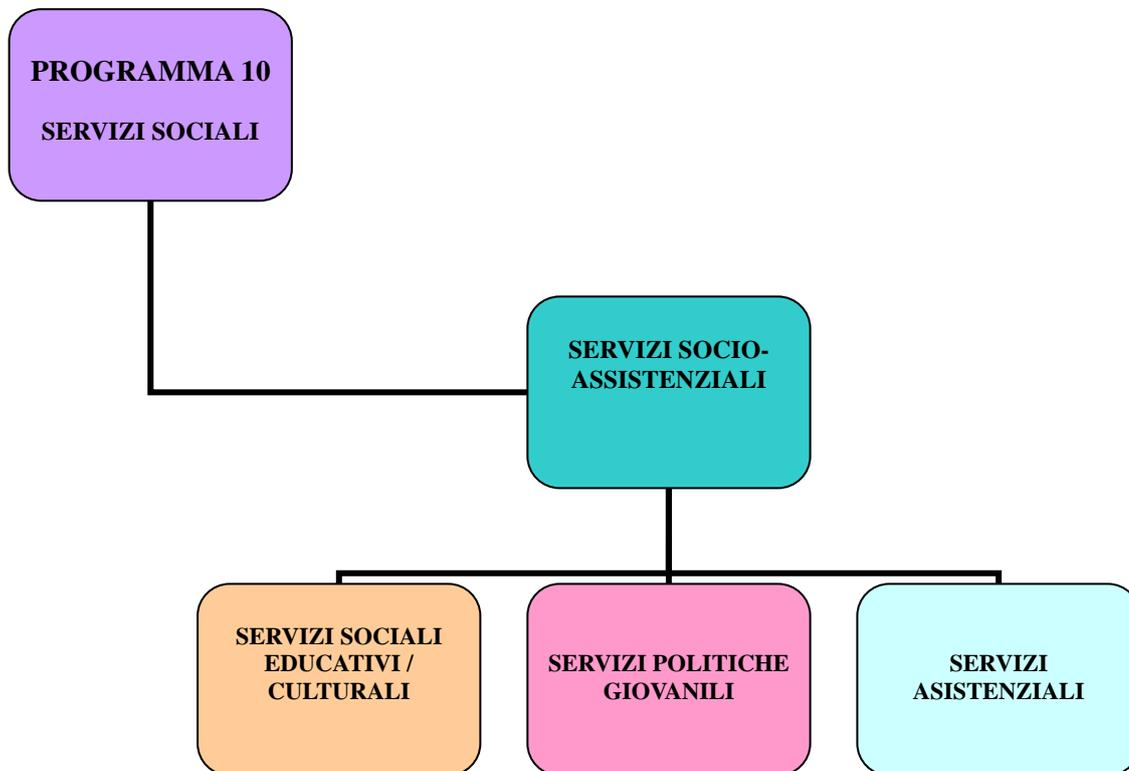 PROGRAMMA 10
SERVIZI SOCIALI
SERVIZI SOCIO-
ASSISTENZIALI
SERVIZI SOCIALI
EDUCATIVI /
CULTURALI
SERVIZI POLITICHE
GIOVANILI
SERVIZI
ASISTENZIALI